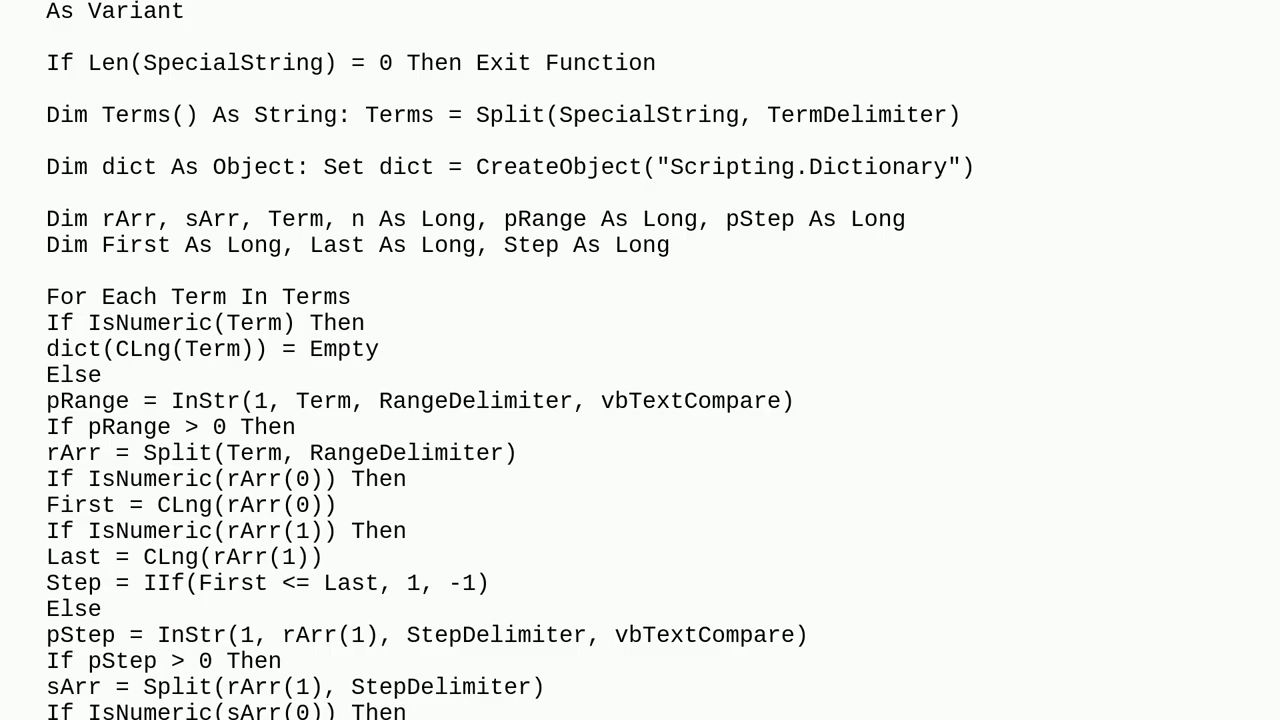 As Variant
If Len(SpecialString) = 0 Then Exit Function
Dim Terms() As String: Terms = Split(SpecialString, TermDelimiter)
Dim dict As Object: Set dict = CreateObject("Scripting.Dictionary")
Dim rArr, sArr, Term, n As Long, pRange As Long, pStep As Long
Dim First As Long, Last As Long, Step As Long
For Each Term In Terms
If IsNumeric(Term) Then
dict(CLng(Term)) = Empty
Else
pRange = InStr(1, Term, RangeDelimiter, vbTextCompare)
If pRange > 0 Then
rArr = Split(Term, RangeDelimiter)
If IsNumeric(rArr(0)) Then
First = CLng(rArr(0))
If IsNumeric(rArr(1)) Then
Last = CLng(rArr(1))
Step = IIf(First <= Last, 1, -1)
Else
pStep = InStr(1, rArr(1), StepDelimiter, vbTextCompare)
If pStep > 0 Then
sArr = Split(rArr(1), StepDelimiter)
If IsNumeric(sArr(0)) Then